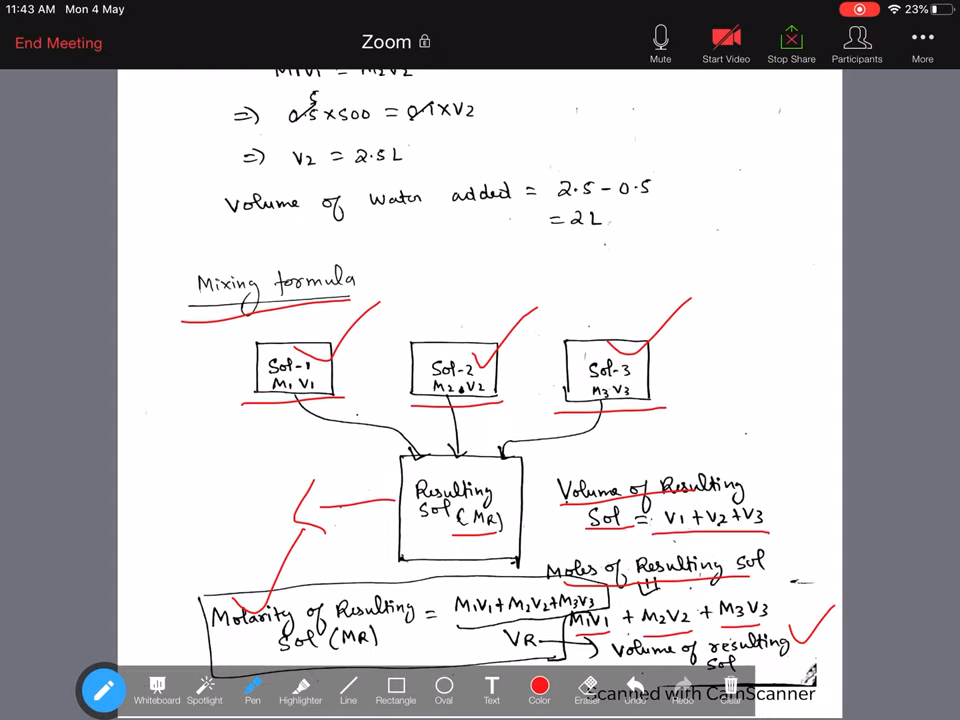 11:43 AM Mon 4 May
23%
End Meeting
Zoom
Mute
Start Video
Stop Share
Participants
More
M1V1 = M2V2
5
=) 0.5 x 500 = 0.1 x V2
=) V2 = 2.5 L
Volume of Water added = 2.5 - 0.5
= 2 L
Mixing formula
Sol-1
M1 V1
Sol-2
M2, V2
Sol-3
M3 V3
Resulting
Sol
(MR)
Volume of Resulting
Sol = V1 + V2 + V3
Moles of Resulting Sol
M1V1 + M2V2 + M3V3
Molarity of Resulting = M1V1 + M2V2 + M3V3
Sol (MR)
VR
Volume of resulting
Sol
Scanned with CamScanner
Whiteboard
Spotlight
Pen
Highlighter
Line
Rectangle
Oval
Text
Color
Eraser
Undo
Redo
Clear